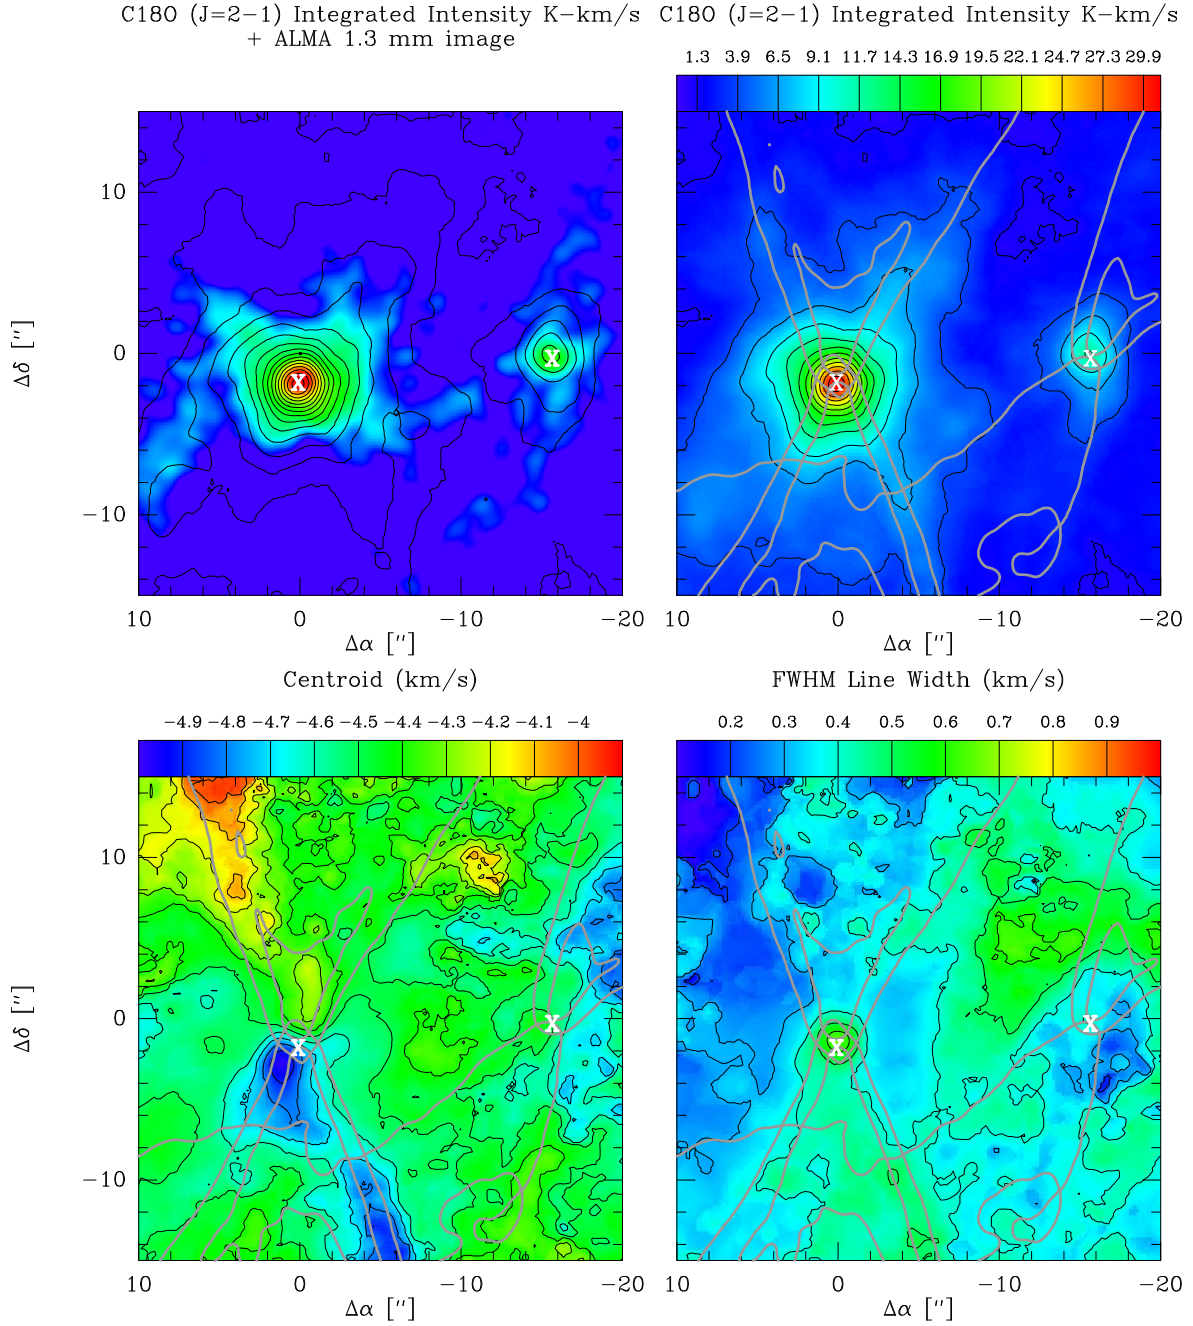 C18O (J=2−1) Integrated Intensity K−km/s
+ ALMA 1.3 mm image
C18O (J=2−1) Integrated Intensity K−km/s
1.3 3.9 6.5 9.1 11.7 14.3 16.9 19.5 22.1 24.7 27.3 29.9
10
0
−10
Δδ ["]
X
X
X
X
10 0 −10 −20
Δα ["]
10 0 −10 −20
Δα ["]
Centroid (km/s)
−4.9 −4.8 −4.7 −4.6 −4.5 −4.4 −4.3 −4.2 −4.1 −4
FWHM Line Width (km/s)
0.2 0.3 0.4 0.5 0.6 0.7 0.8 0.9
10
0
−10
Δδ ["]
X
X
X
X
10 0 −10 −20
Δα ["]
10 0 −10 −20
Δα ["]